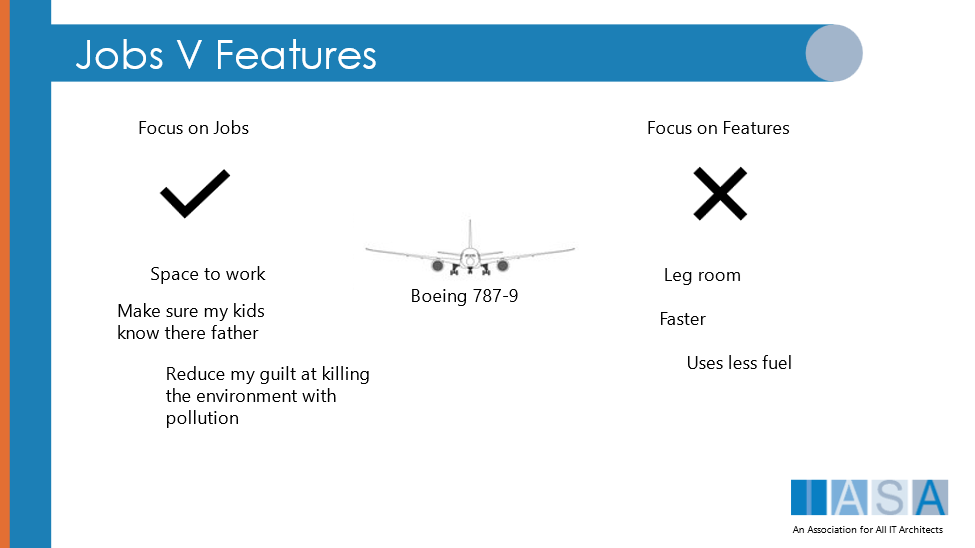 Jobs V Features
Focus on Jobs
Focus on Features
Space to work
Make sure my kids
know there father
Reduce my guilt at killing
the environment with
pollution
Boeing 787-9
Leg room
Faster
Uses less fuel
IASA
An Association for All IT Architects